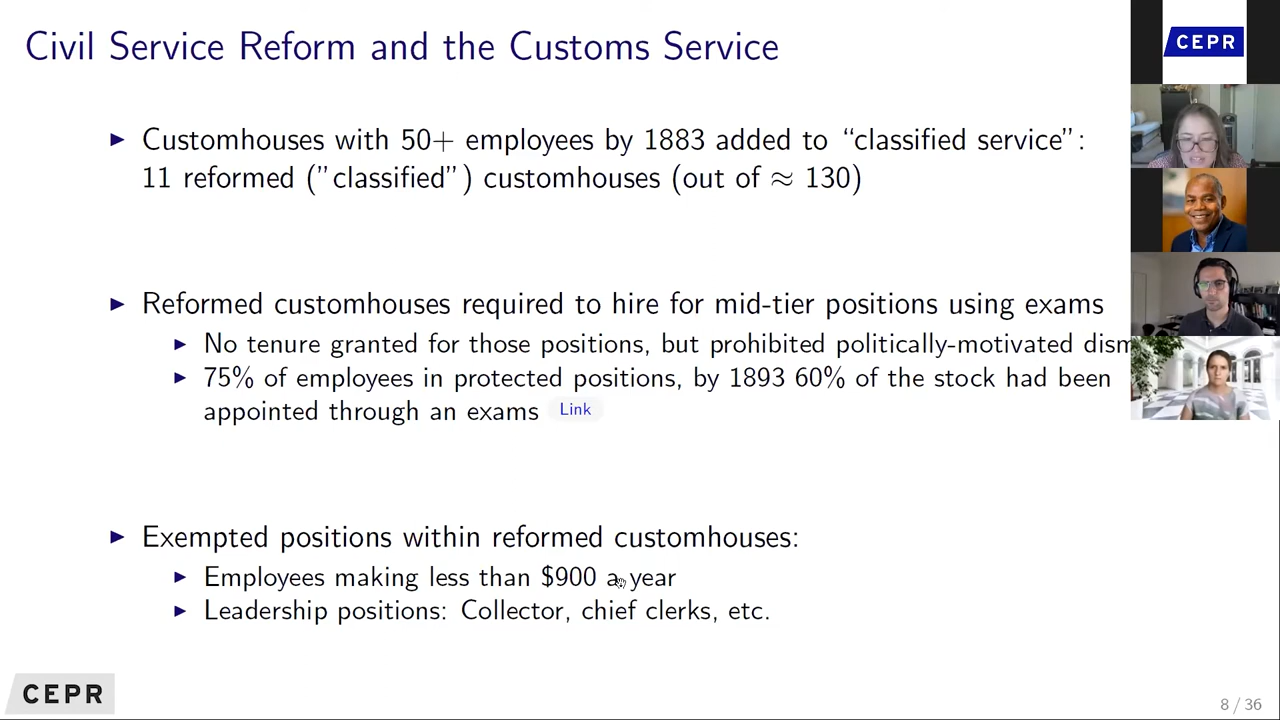 Civil Service Reform and the Customs Service
CEPR
▶ Customhouses with 50+ employees by 1883 added to “classified service”:
11 reformed (”classified”) customhouses (out of ≈ 130)
▶ Reformed customhouses required to hire for mid-tier positions using exams
▶ No tenure granted for those positions, but prohibited politically-motivated
▶ 75% of employees in protected positions, by 1893 60% of the stock had been
appointed through an exams Link
▶ Exempted positions within reformed customhouses:
▶ Employees making less than $900 a year
▶ Leadership positions: Collector, chief clerks, etc.
CEPR
8 / 36